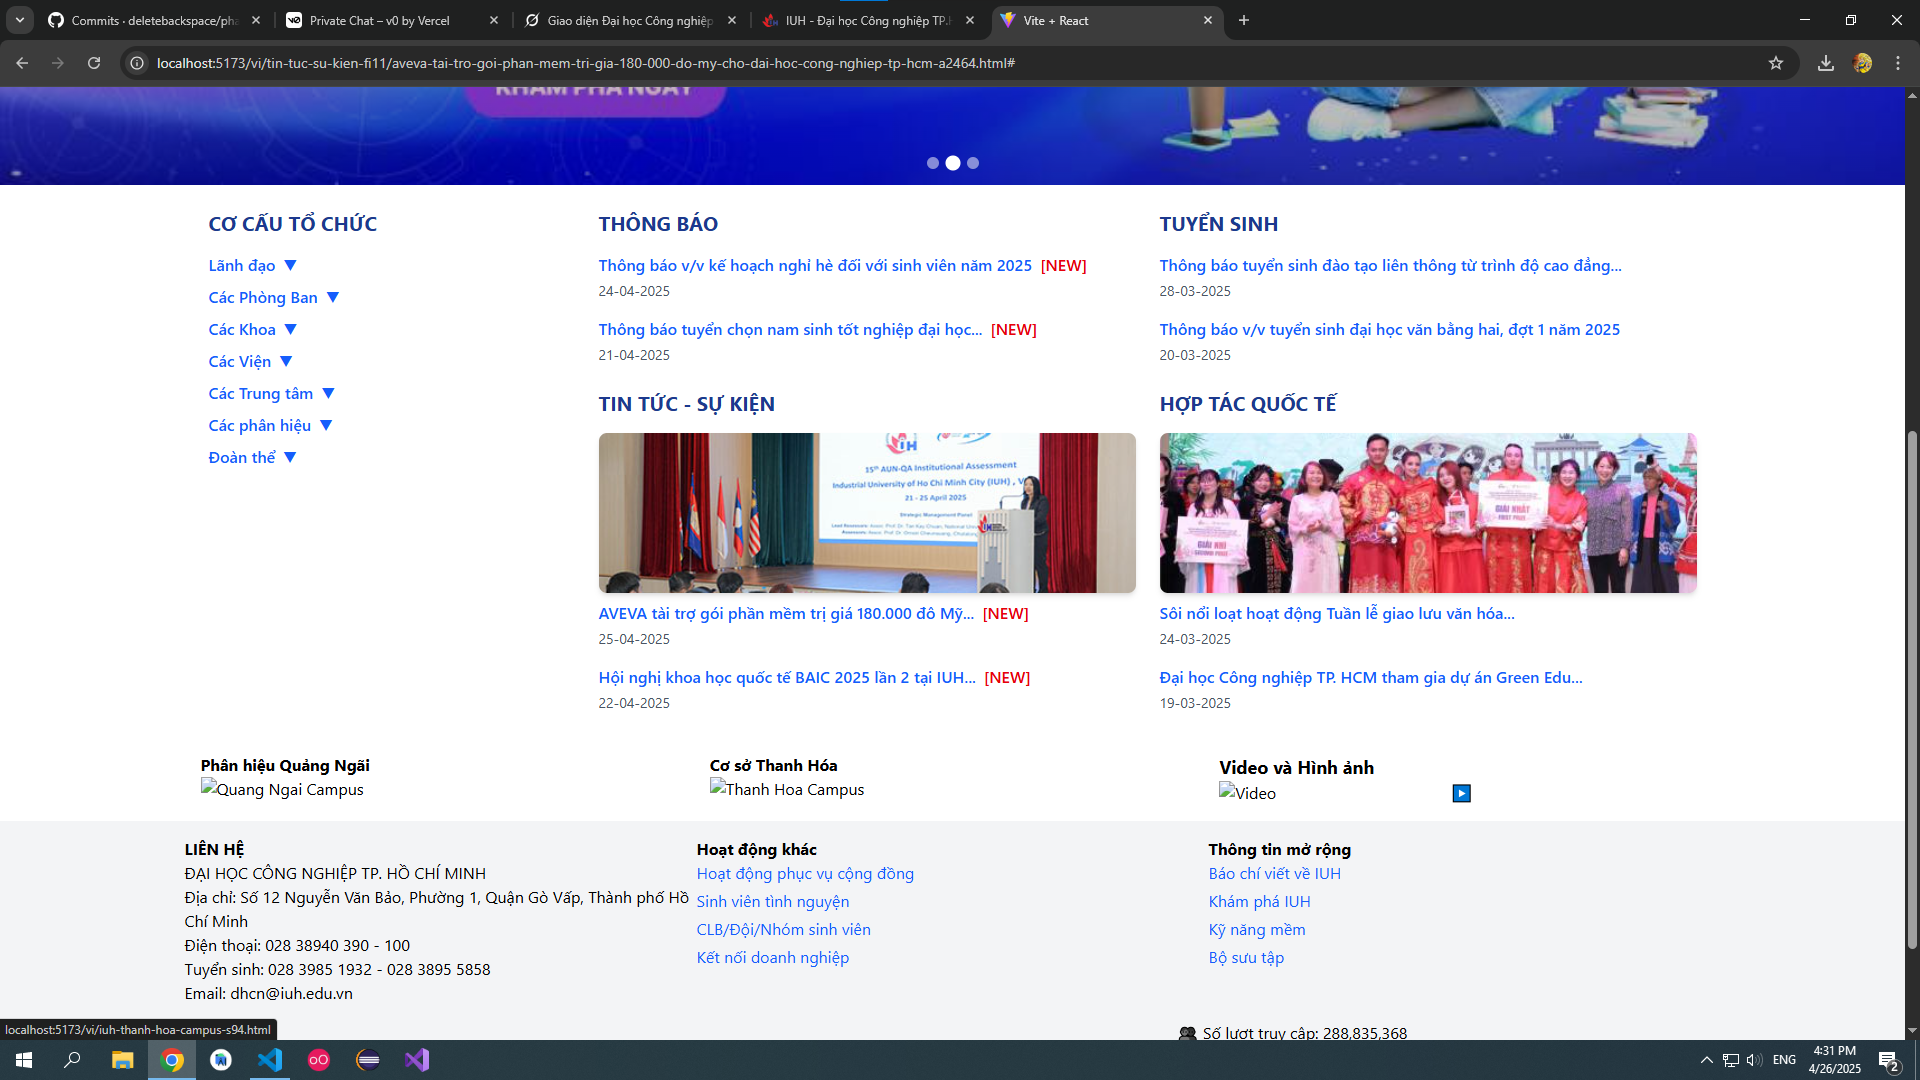 Commits · deletebackspace/pha
Private Chat – v0 by Vercel
Giao diện Đại học Công nghiệp
IUH - Đại học Công nghiệp TP.H
Vite + React
localhost:5173/vi/tin-tuc-su-kien-fi11/aveva-tai-tro-goi-phan-mem-tri-gia-180-000-do-my-cho-dai-hoc-cong-nghiep-tp-hcm-a2464.html#
KHÁM PHÁ NGAY
CƠ CẤU TỔ CHỨC
Lãnh đạo ▼
Các Phòng Ban ▼
Các Khoa ▼
Các Viện ▼
Các Trung tâm ▼
Các phân hiệu ▼
Đoàn thể ▼
THÔNG BÁO
Thông báo v/v kế hoạch nghỉ hè đối với sinh viên năm 2025 [NEW]
24-04-2025
Thông báo tuyển chọn nam sinh tốt nghiệp đại học... [NEW]
21-04-2025
TUYỂN SINH
Thông báo tuyển sinh đào tạo liên thông từ trình độ cao đẳng...
28-03-2025
Thông báo v/v tuyển sinh đại học văn bằng hai, đợt 1 năm 2025
20-03-2025
TIN TỨC - SỰ KIỆN
IUH
15th AUN-QA Institutional Assessment
Industrial University of Ho Chi Minh City (IUH) , V
21 - 25 April 2025
Strategic Management Panel
AVEVA tài trợ gói phần mềm trị giá 180.000 đô Mỹ... [NEW]
25-04-2025
Hội nghị khoa học quốc tế BAIC 2025 lần 2 tại IUH... [NEW]
22-04-2025
HỢP TÁC QUỐC TẾ
GIẢI NHÌ
GIẢI NHẤT
FIRST PRIZE
Sôi nổi loạt hoạt động Tuần lễ giao lưu văn hóa...
24-03-2025
Đại học Công nghiệp TP. HCM tham gia dự án Green Edu...
19-03-2025
Phân hiệu Quảng Ngãi
Quang Ngai Campus
Cơ sở Thanh Hóa
Thanh Hoa Campus
Video và Hình ảnh
Video
LIÊN HỆ
ĐẠI HỌC CÔNG NGHIỆP TP. HỒ CHÍ MINH
Địa chỉ: Số 12 Nguyễn Văn Bảo, Phường 1, Quận Gò Vấp, Thành phố Hồ
Chí Minh
Điện thoại: 028 38940 390 - 100
Tuyển sinh: 028 3985 1932 - 028 3895 5858
Email: dhcn@iuh.edu.vn
Hoạt động khác
Hoạt động phục vụ cộng đồng
Sinh viên tình nguyện
CLB/Đội/Nhóm sinh viên
Kết nối doanh nghiệp
Thông tin mở rộng
Báo chí viết về IUH
Khám phá IUH
Kỹ năng mềm
Bộ sưu tập
Số lượt truy cập: 288,835,368
localhost:5173/vi/iuh-thanh-hoa-campus-s94.html
ENG
4:31 PM
4/26/2025
2